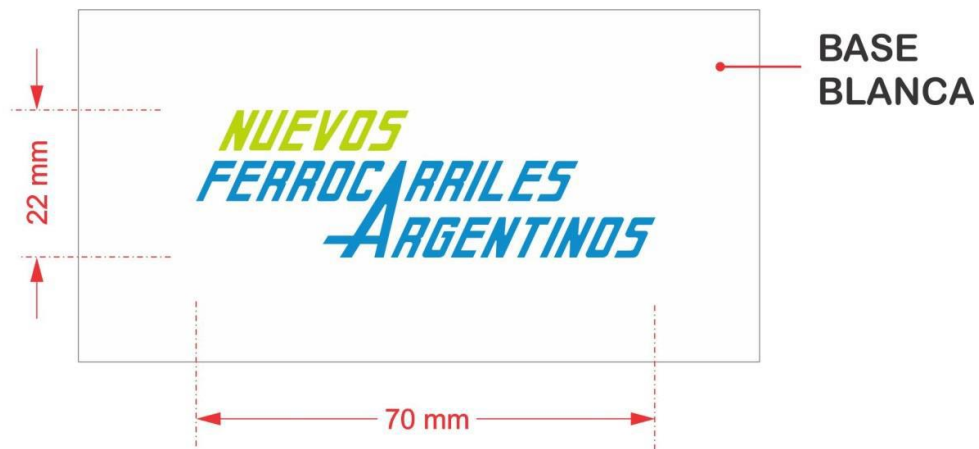 BASE
BLANCA
22 mm
NUEVOS
FERROCARRILES
ARGENTINOS
70 mm